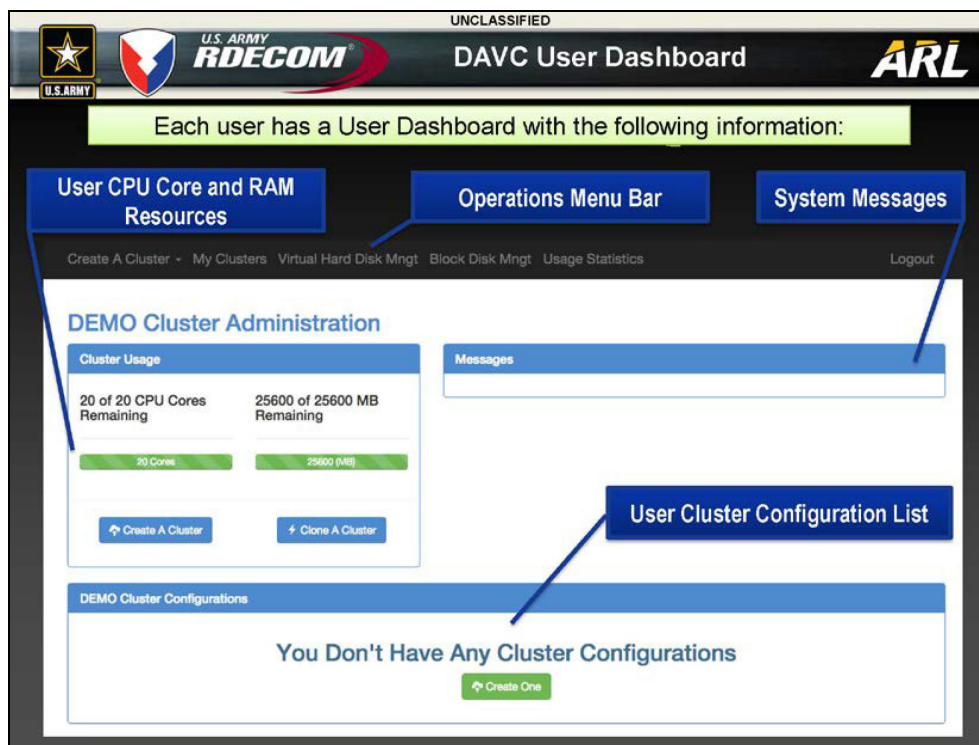 UNCLASSIFIED
U.S. ARMY
RDECOM®
DAVC User Dashboard
ARL
U.S.ARMY
Each user has a User Dashboard with the following information:
User CPU Core and RAM
Resources
Operations Menu Bar
System Messages
Create A Cluster My Clusters Virtual Hard Disk Mngt Block Disk Mngt Usage Statistics Logout
DEMO Cluster Administration
Cluster Usage
Messages
20 of 20 CPU Cores
Remaining
25600 of 25600 MB
Remaining
20 Cores
25600 (MB)
Create A Cluster
Clone A Cluster
User Cluster Configuration List
DEMO Cluster Configurations
You Don't Have Any Cluster Configurations
Create One